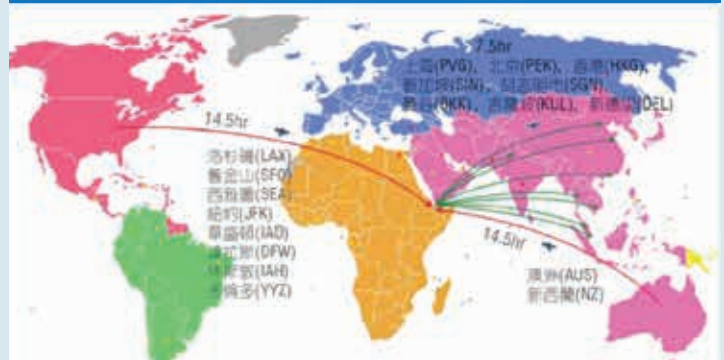 7.5hr
上海(PVG)、北京(PEK)、香港(HKG)、
新加坡(SIN)、胡志明市(SGN)、
曼谷(BKK)、吉隆坡(KUL)、新德里(DEL)
14.5hr
洛杉磯(LAX)
舊金山(SFO)
西雅圖(SEA)
紐約(JFK)
華盛頓(IAD)
達拉斯(DFW)
休斯敦(IAH)
多倫多(YYZ)
14.5hr
澳洲(AUS)
新西蘭(NZ)